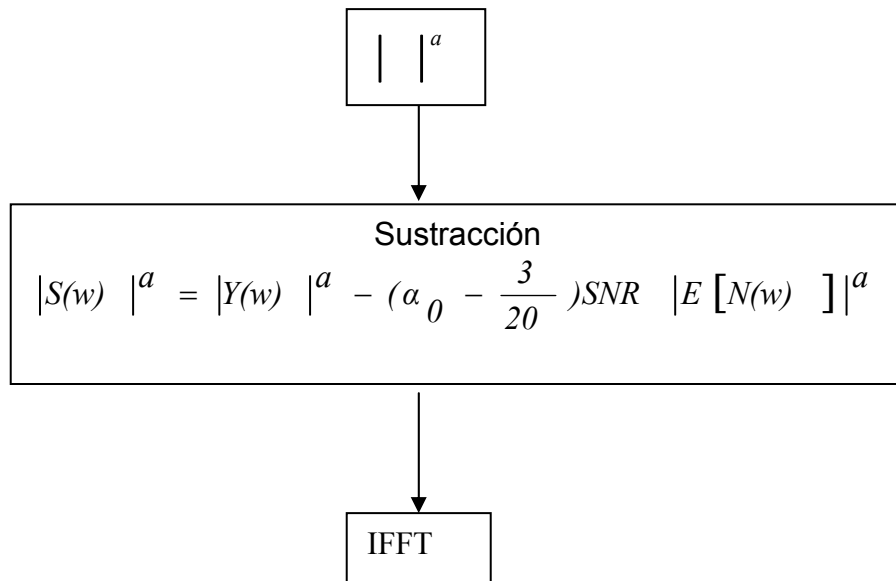 | |^a
Sustracción
|S(w) |^a = |Y(w) |^a − (α_0 − 3/20 )SNR |E [N(w) ]|^a
IFFT